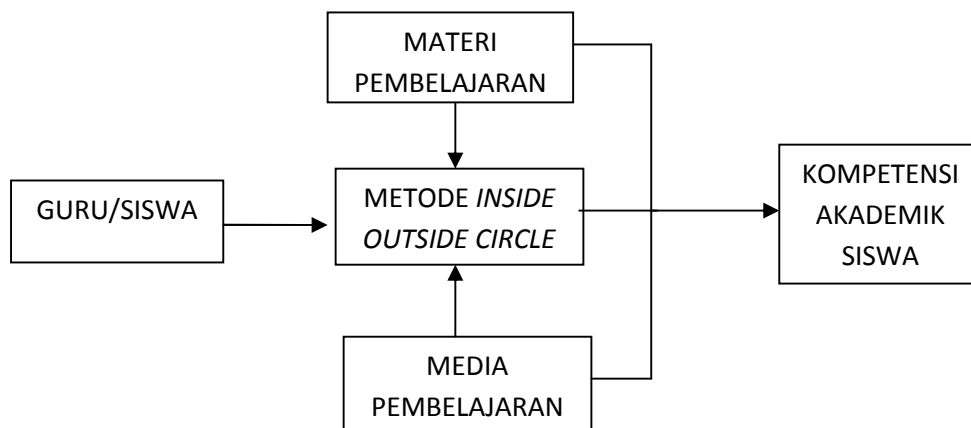 MATERI
PEMBELAJARAN
GURU/SISWA
METODE INSIDE
OUTSIDE CIRCLE
KOMPETENSI
AKADEMIK
SISWA
MEDIA
PEMBELAJARAN